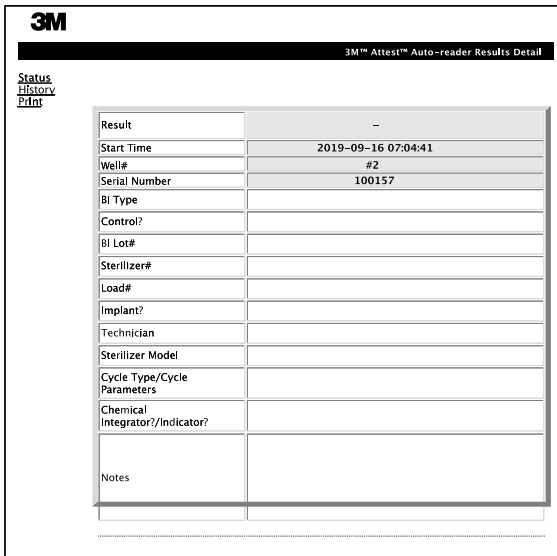 3M
3M™ Attest™ Auto-reader Results Detail
Status
History
Print
Result –
Start Time 2019-09-16 07:04:41
Well# #2
Serial Number 100157
BI Type
Control?
BI Lot#
Sterilizer#
Load#
Implant?
Technician
Sterilizer Model
Cycle Type/Cycle
Parameters
Chemical
Integrator?/Indicator?
Notes